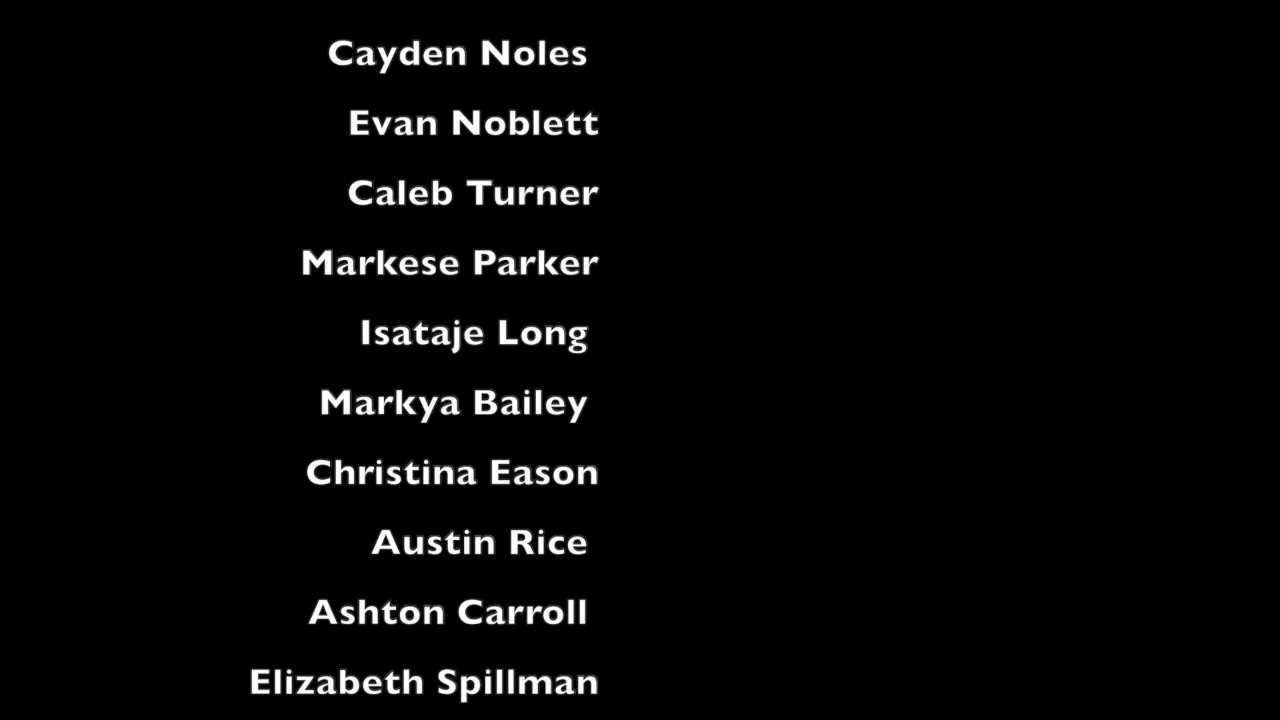 Cayden Noles
Evan Noblett
Caleb Turner
Markese Parker
Isataje Long
Markya Bailey
Christina Eason
Austin Rice
Ashton Carroll
Elizabeth Spillman